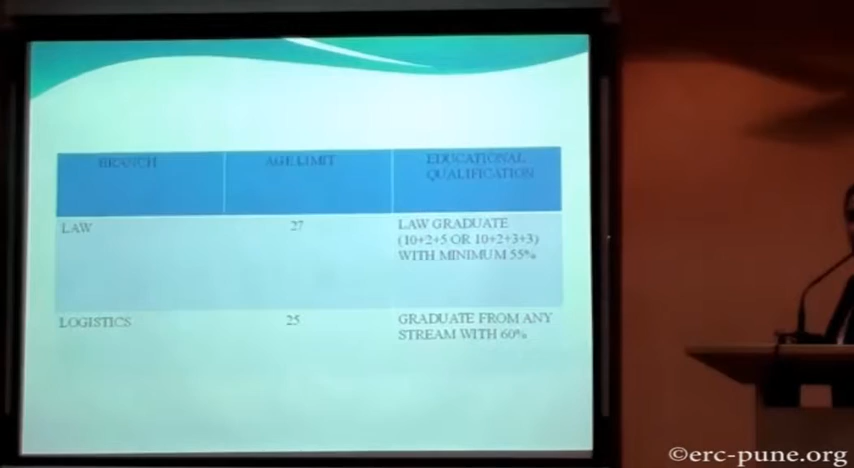 BRANCH
AGE LIMIT
EDUCATIONAL
QUALIFICATION
LAW
27
LAW GRADUATE
(10+2+5 OR 10+2+3+3)
WITH MINIMUM 55%
LOGISTICS
25
GRADUATE FROM ANY
STREAM WITH 60%
©erc-pune.org